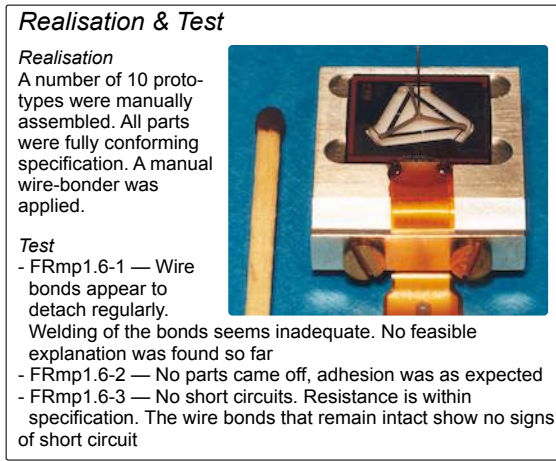 Realisation & Test
Realisation
A number of 10 proto-
types were manually
assembled. All parts
were fully conforming
specification. A manual
wire-bonder was
applied.
Test
- FRmp1.6-1 — Wire
bonds appear to
detach regularly.
Welding of the bonds seems inadequate. No feasible
explanation was found so far
- FRmp1.6-2 — No parts came off, adhesion was as expected
- FRmp1.6-3 — No short circuits. Resistance is within
specification. The wire bonds that remain intact show no signs
of short circuit